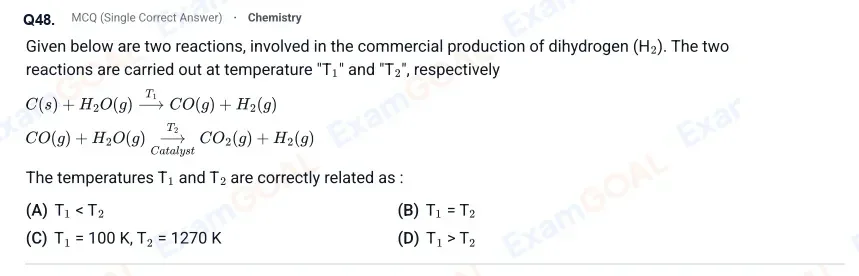 Q48. MCQ (Single Correct Answer) · Chemistry
Given below are two reactions, involved in the commercial production of dihydrogen (H₂). The two
reactions are carried out at temperature "T₁" and "T₂", respectively
C(s) + H₂O(g) —T₁→ CO(g) + H₂(g)
CO(g) + H₂O(g) —T₂→ Catalyst CO₂(g) + H₂(g)
The temperatures T₁ and T₂ are correctly related as :
(A) T₁ < T₂ (B) T₁ = T₂
(C) T₁ = 100 K, T₂ = 1270 K (D) T₁ > T₂
ExamGOAL